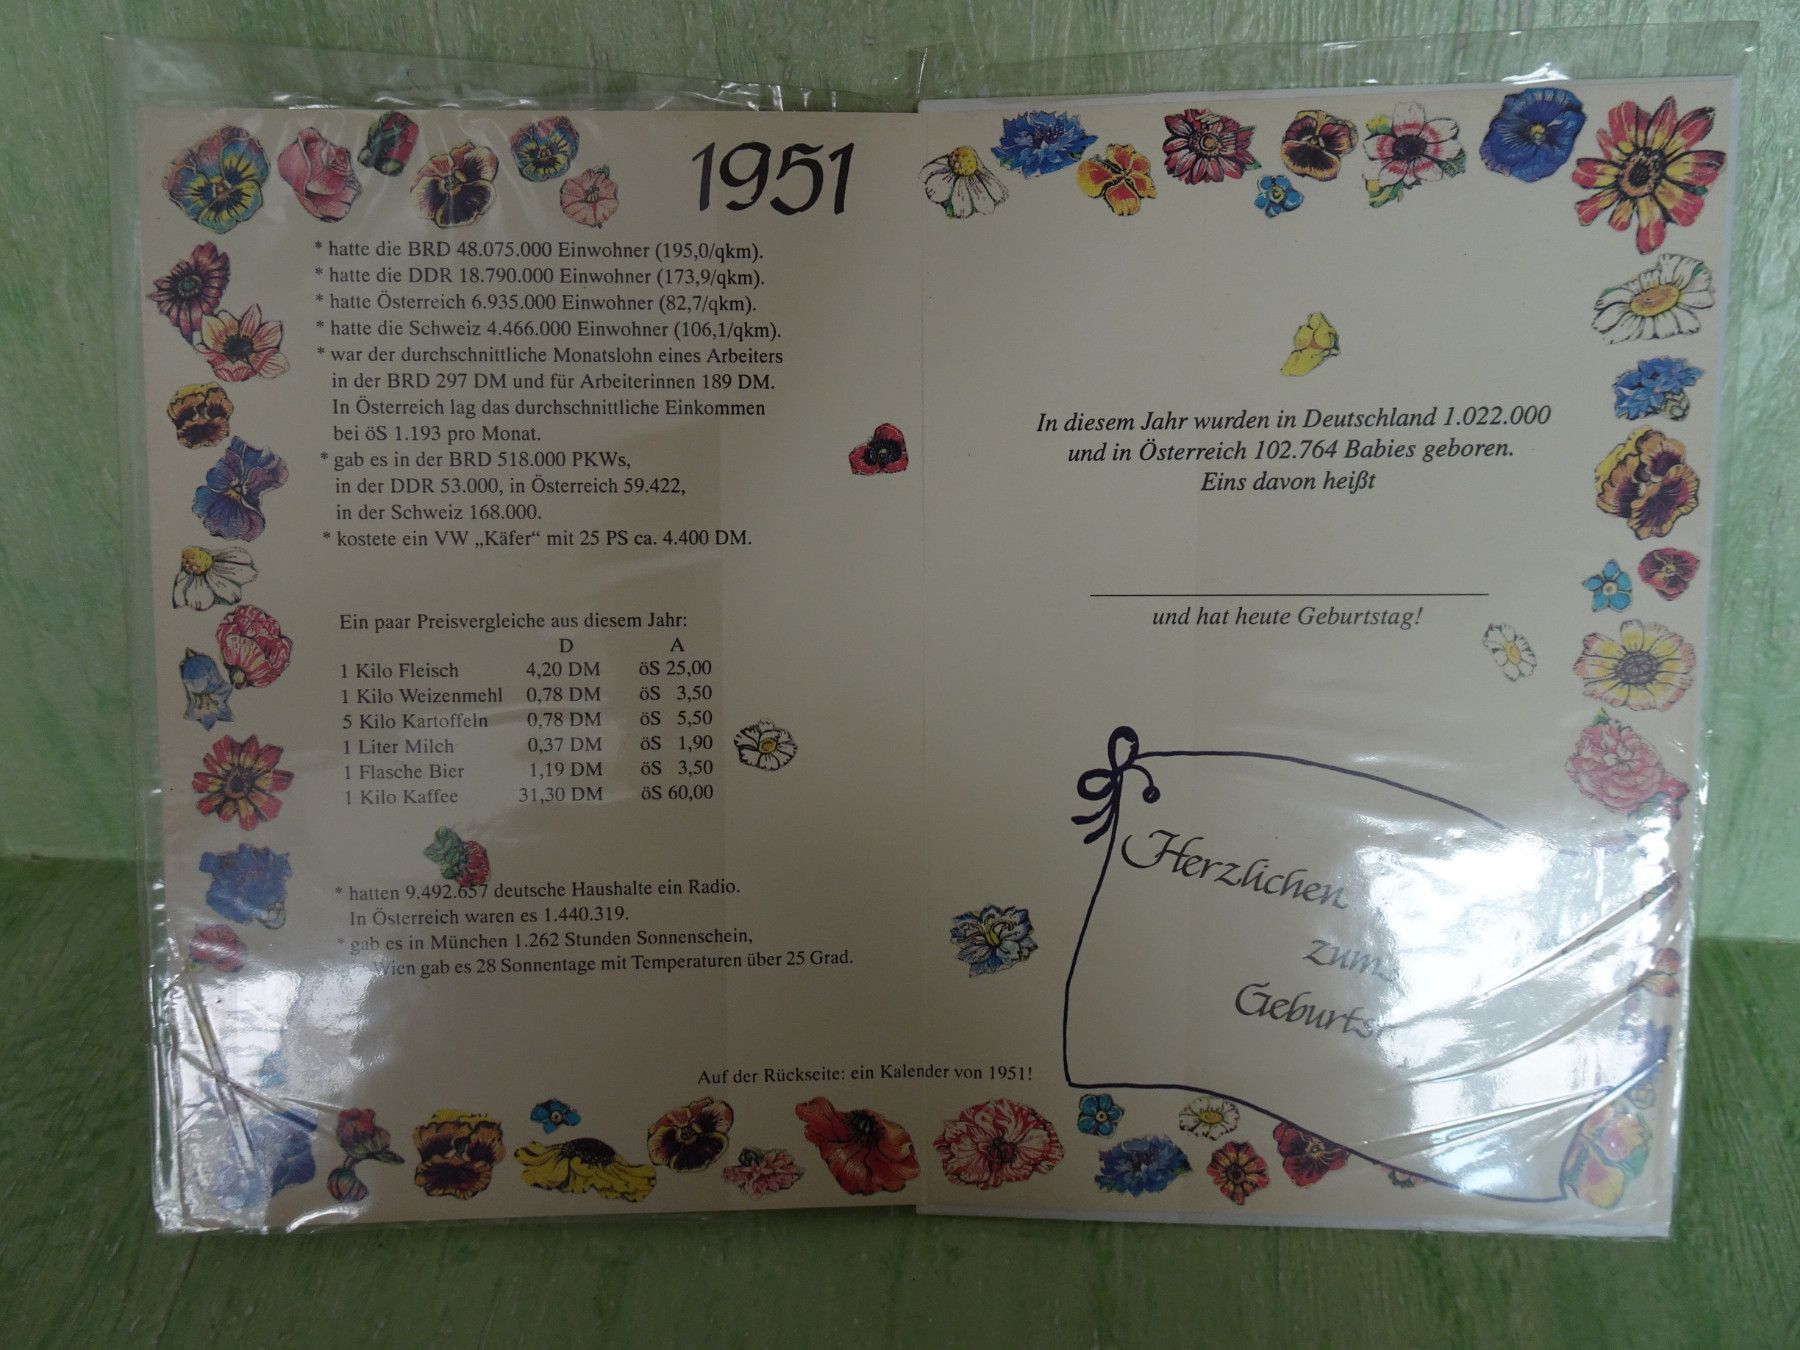 1951
* hatte die BRD 48.075.000 Einwohner (195,0/qkm).
* hatte die DDR 18.790.000 Einwohner (173,9/qkm).
* hatte Österreich 6.935.000 Einwohner (82,7/qkm).
* hatte die Schweiz 4.466.000 Einwohner (106,1/qkm).
* war der durchschnittliche Monatslohn eines Arbeiters
in der BRD 297 DM und für Arbeiterinnen 189 DM.
In Österreich lag das durchschnittliche Einkommen
bei öS 1.193 pro Monat.
* gab es in der BRD 518.000 PKWs,
in der DDR 53.000, in Österreich 59.422,
in der Schweiz 168.000.
* kostete ein VW „Käfer“ mit 25 PS ca. 4.400 DM.
Ein paar Preisvergleiche aus diesem Jahr:
D A
1 Kilo Fleisch 4,20 DM öS 25,00
1 Kilo Weizenmehl 0,78 DM öS 3,50
5 Kilo Kartoffeln 0,78 DM öS 5,50
1 Liter Milch 0,37 DM öS 1,90
1 Flasche Bier 1,19 DM öS 3,50
1 Kilo Kaffee 31,30 DM öS 60,00
* hatten 9.492.657 deutsche Haushalte ein Radio.
In Österreich waren es 1.440.319.
* gab es in München 1.262 Stunden Sonnenschein,
Wien gab es 28 Sonnentage mit Temperaturen über 25 Grad.
Auf der Rückseite: ein Kalender von 1951!
In diesem Jahr wurden in Deutschland 1.022.000
und in Österreich 102.764 Babies geboren.
Eins davon heißt
und hat heute Geburtstag!
Herzlichen
zum
Geburts